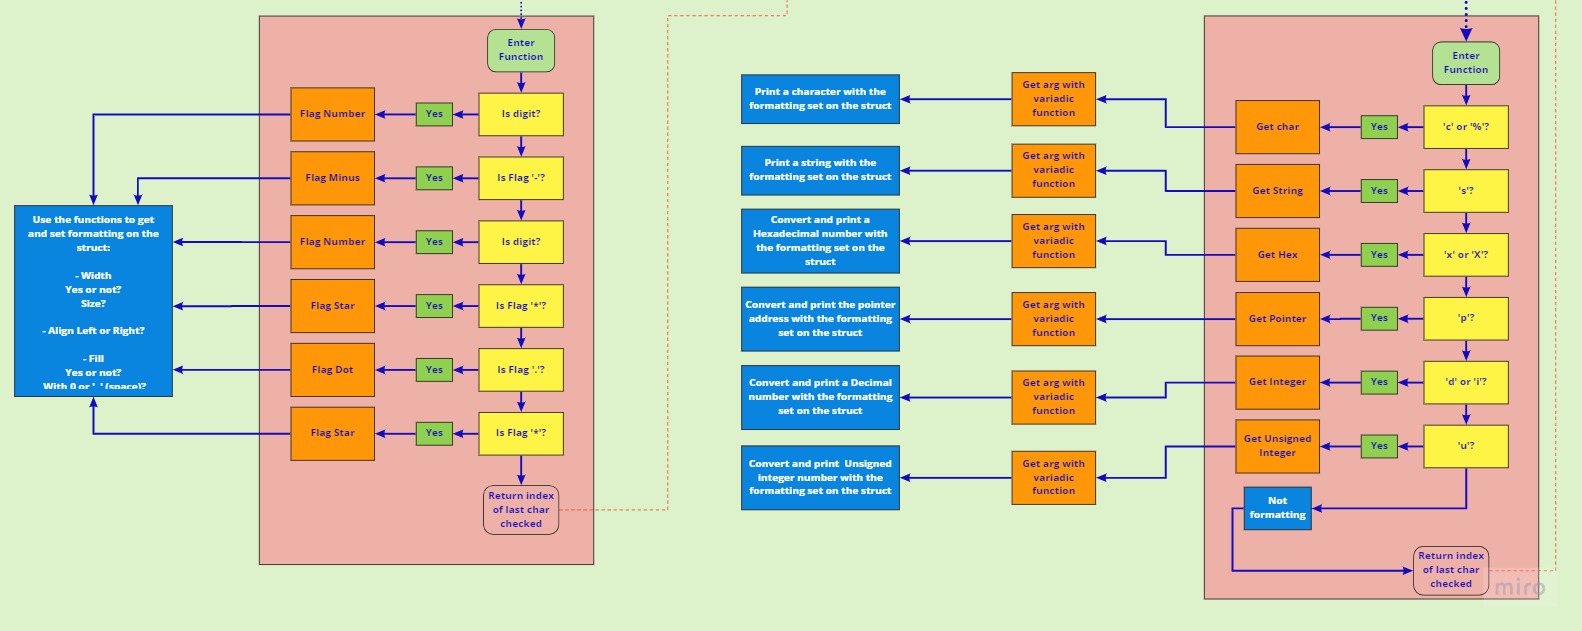 Enter
Function
Is digit?
Yes
Flag Number
Is Flag '-'?
Yes
Flag Minus
Is digit?
Yes
Flag Number
Is Flag '*'?
Yes
Flag Star
Is Flag '.'?
Yes
Flag Dot
Is Flag '*'?
Yes
Flag Star
Return index
of last char
checked
Use the functions to get
and set formatting on the
struct:
- Width
Yes or not?
Size?
- Align Left or Right?
- Fill
Yes or not?
With 0 or '_' (space)?
Enter
Function
'c' or '%'?
Yes
Get char
Get arg with
variadic
function
Print a character with the
formatting set on the struct
's'?
Yes
Get String
Get arg with
variadic
function
Print a string with the
formatting set on the struct
'x' or 'X'?
Yes
Get Hex
Get arg with
variadic
function
Convert and print a
Hexadecimal number with
the formatting set on the
struct
'p'?
Yes
Get Pointer
Get arg with
variadic
function
Convert and print the pointer
address with the formatting
set on the struct
'd' or 'i'?
Yes
Get Integer
Get arg with
variadic
function
Convert and print a Decimal
number with the formatting
set on the struct
'u'?
Yes
Get Unsigned
Integer
Get arg with
variadic
function
Convert and print Unsigned
Integer number with the
formatting set on the struct
Not
formatting
Return index
of last char
checked
miro